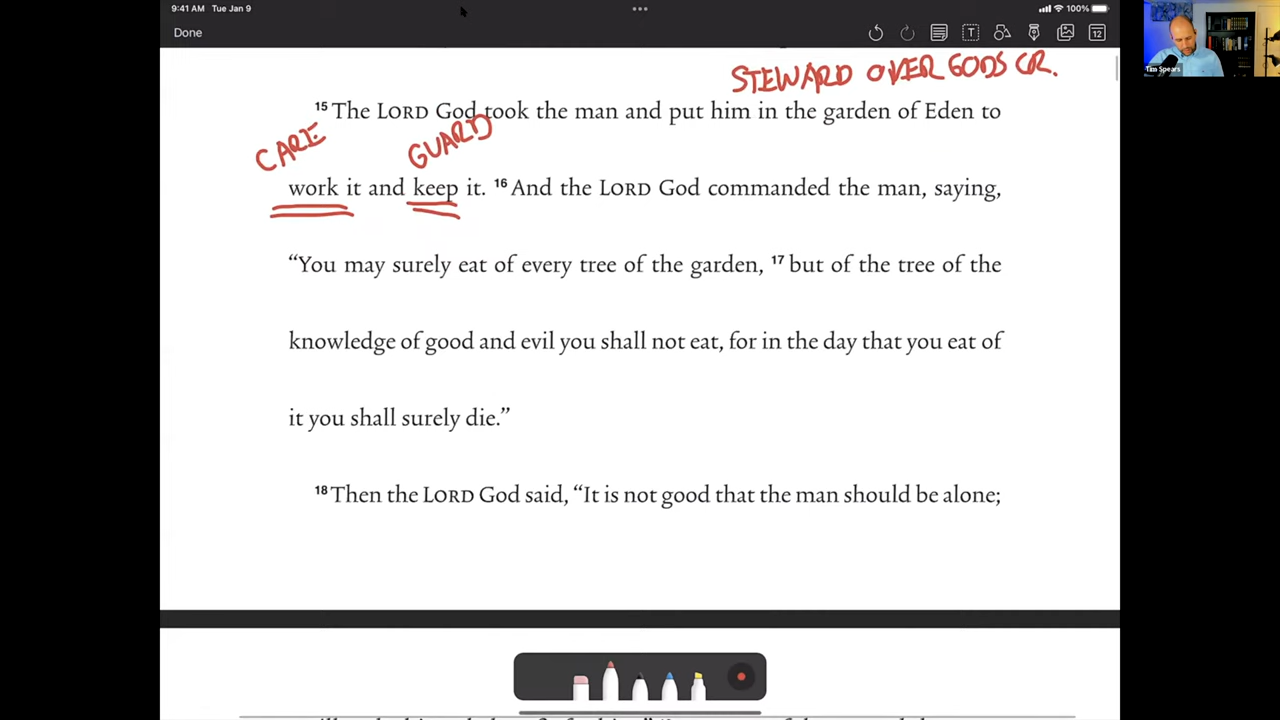 9:41 AM Tue Jan 9
100%
Done
T
12
Tim Spears
STEWARD OVER GODS CR.
15 The LORD God took the man and put him in the garden of Eden to
CARE GUARD
work it and keep it. 16 And the LORD God commanded the man, saying,
“You may surely eat of every tree of the garden, 17 but of the tree of the
knowledge of good and evil you shall not eat, for in the day that you eat of
it you shall surely die.”
18 Then the LORD God said, “It is not good that the man should be alone;